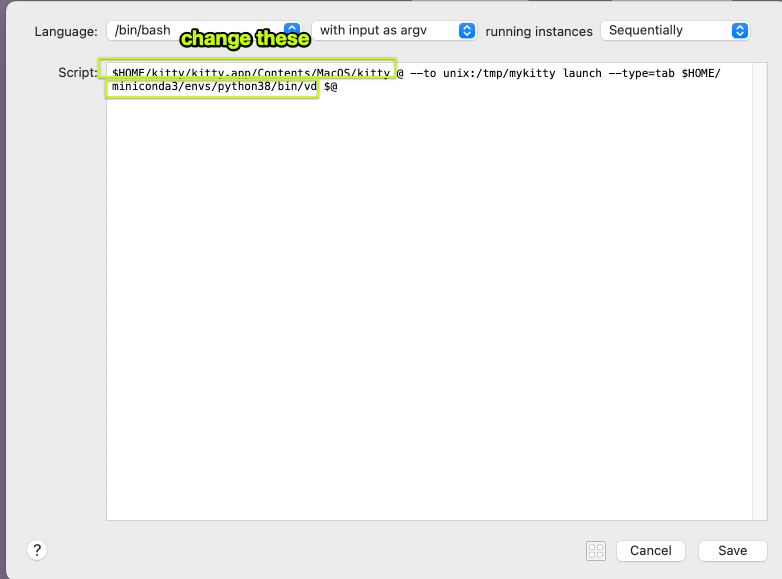 Language: /bin/bash with input as argv running instances Sequentially
change these
Script: $HOME/kitty/kitty.app/Contents/MacOS/kitty @ --to unix:/tmp/mykitty launch --type=tab $HOME/
miniconda3/envs/python38/bin/vd $@
? Cancel Save